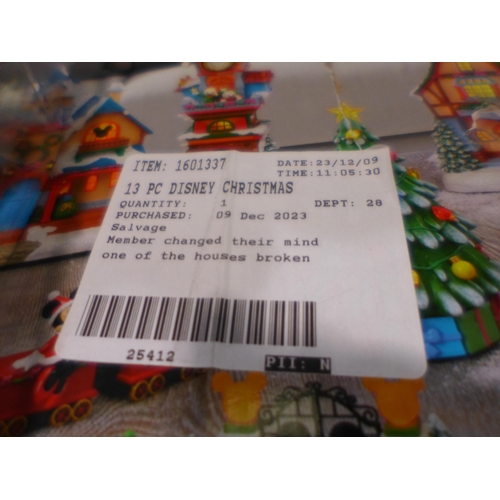 ITEM: 1601337 DATE:23/12/09
TIME:11:05:30
13 PC DISNEY CHRISTMAS
QUANTITY: 1 DEPT: 28
PURCHASED: 09 Dec 2023
Salvage
Member changed their mind
one of the houses broken
25412 PII: N